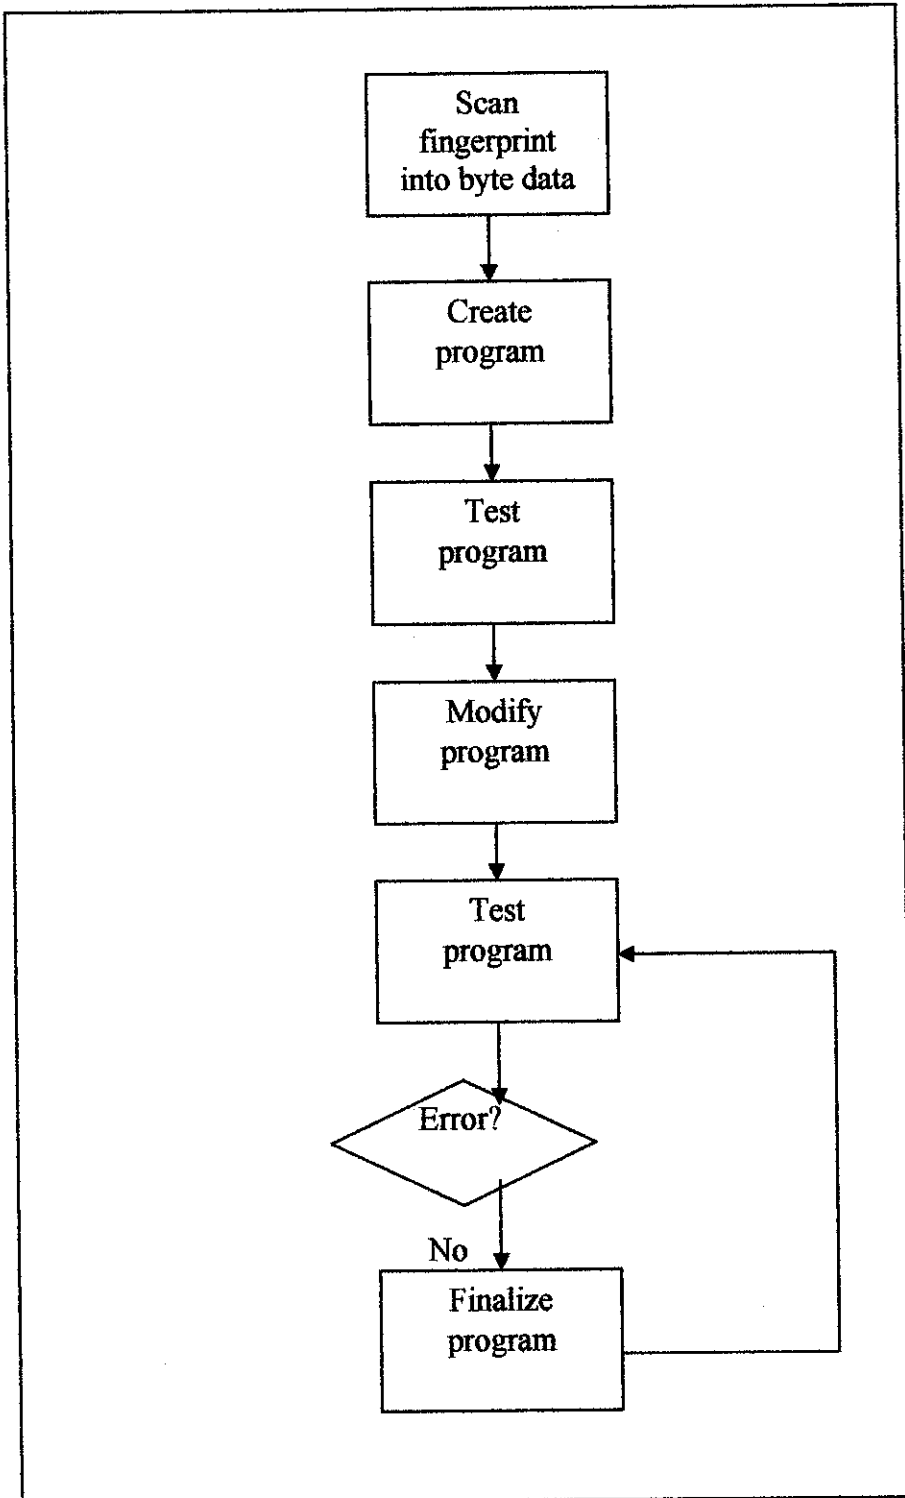 Scan
fingerprint
into byte data
Create
program
Test
program
Modify
program
Test
program
Error?
No
Finalize
program